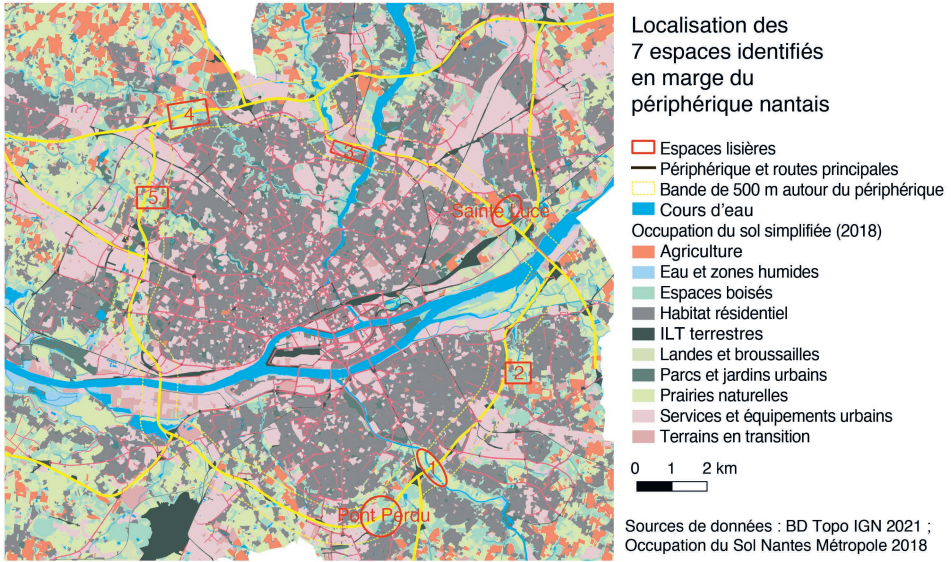 Localisation des
7 espaces identifiés
en marge du
périphérique nantais
Espaces lisières
Périphérique et routes principales
Bande de 500 m autour du périphérique
Cours d'eau
Occupation du sol simplifiée (2018)
Agriculture
Eau et zones humides
Espaces boisés
Habitat résidentiel
ILT terrestres
Landes et broussailles
Parcs et jardins urbains
Prairies naturelles
Services et équipements urbains
Terrains en transition
0 1 2 km
Sources de données : BD Topo IGN 2021 ;
Occupation du Sol Nantes Métropole 2018
4
3
5
Sainte Luce
2
1
Pont Perdu